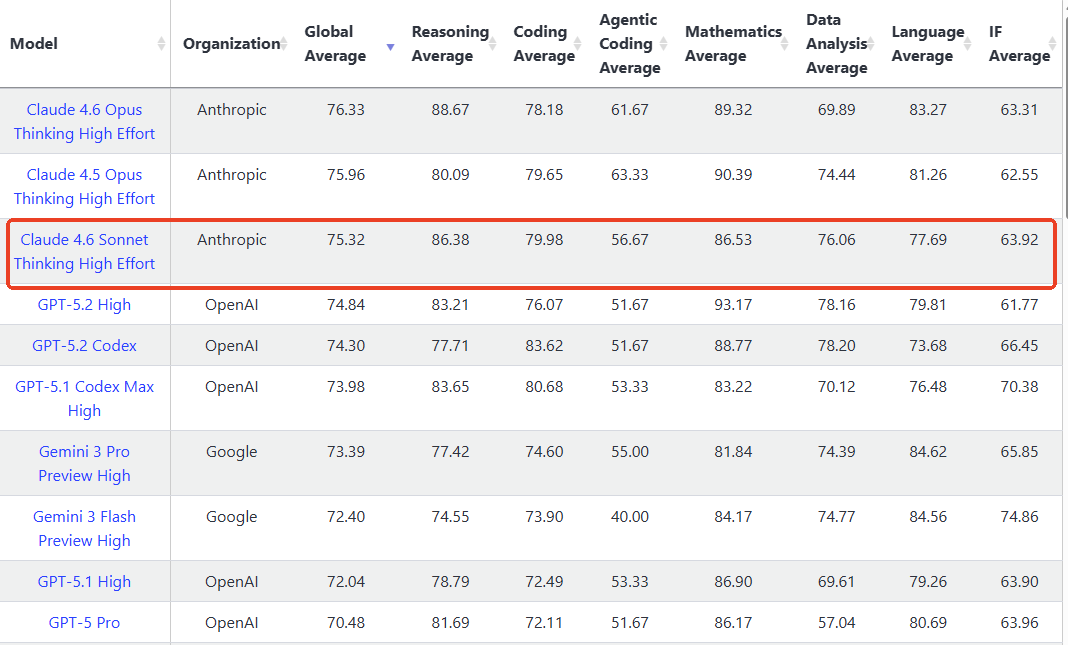 Model Organization Global Average Reasoning Average Coding Average Agentic Coding Average Mathematics Average Data Analysis Average Language Average IF Average
Claude 4.6 Opus Thinking High Effort Anthropic 76.33 88.67 78.18 61.67 89.32 69.89 83.27 63.31
Claude 4.5 Opus Thinking High Effort Anthropic 75.96 80.09 79.65 63.33 90.39 74.44 81.26 62.55
Claude 4.6 Sonnet Thinking High Effort Anthropic 75.32 86.38 79.98 56.67 86.53 76.06 77.69 63.92
GPT-5.2 High OpenAI 74.84 83.21 76.07 51.67 93.17 78.16 79.81 61.77
GPT-5.2 Codex OpenAI 74.30 77.71 83.62 51.67 88.77 78.20 73.68 66.45
GPT-5.1 Codex Max High OpenAI 73.98 83.65 80.68 53.33 83.22 70.12 76.48 70.38
Gemini 3 Pro Preview High Google 73.39 77.42 74.60 55.00 81.84 74.39 84.62 65.85
Gemini 3 Flash Preview High Google 72.40 74.55 73.90 40.00 84.17 74.77 84.56 74.86
GPT-5.1 High OpenAI 72.04 78.79 72.49 53.33 86.90 69.61 79.26 63.90
GPT-5 Pro OpenAI 70.48 81.69 72.11 51.67 86.17 57.04 80.69 63.96